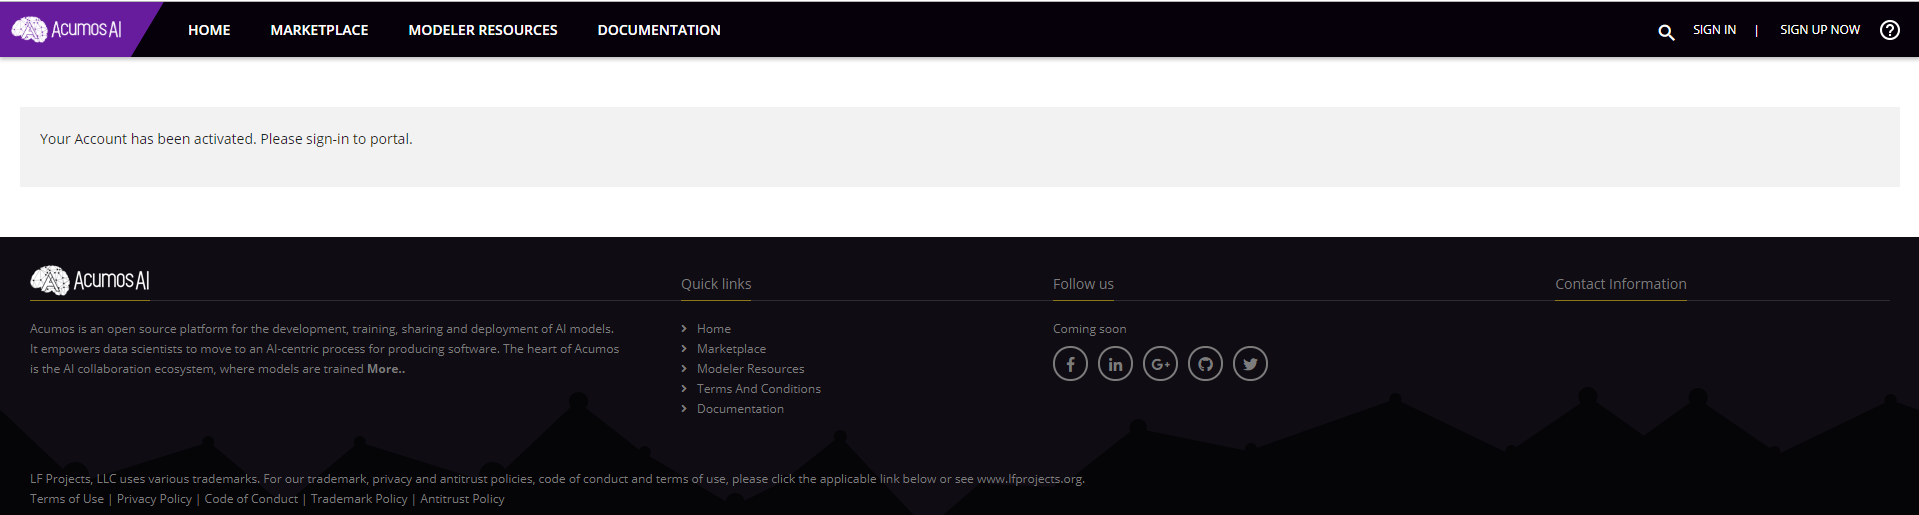 Acumos AI
HOME
MARKETPLACE
MODELER RESOURCES
DOCUMENTATION
SIGN IN
|
SIGN UP NOW
Your Account has been activated. Please sign-in to portal.
Acumos AI
Acumos is an open source platform for the development, training, sharing and deployment of AI models.
It empowers data scientists to move to an AI-centric process for producing software. The heart of Acumos
is the AI collaboration ecosystem, where models are trained More..
Quick links
Home
Marketplace
Modeler Resources
Terms And Conditions
Documentation
Follow us
Coming soon
Contact Information
LF Projects, LLC uses various trademarks. For our trademark, privacy and antitrust policies, code of conduct and terms of use, please click the applicable link below or see www.lfprojects.org.
Terms of Use | Privacy Policy | Code of Conduct | Trademark Policy | Antitrust Policy